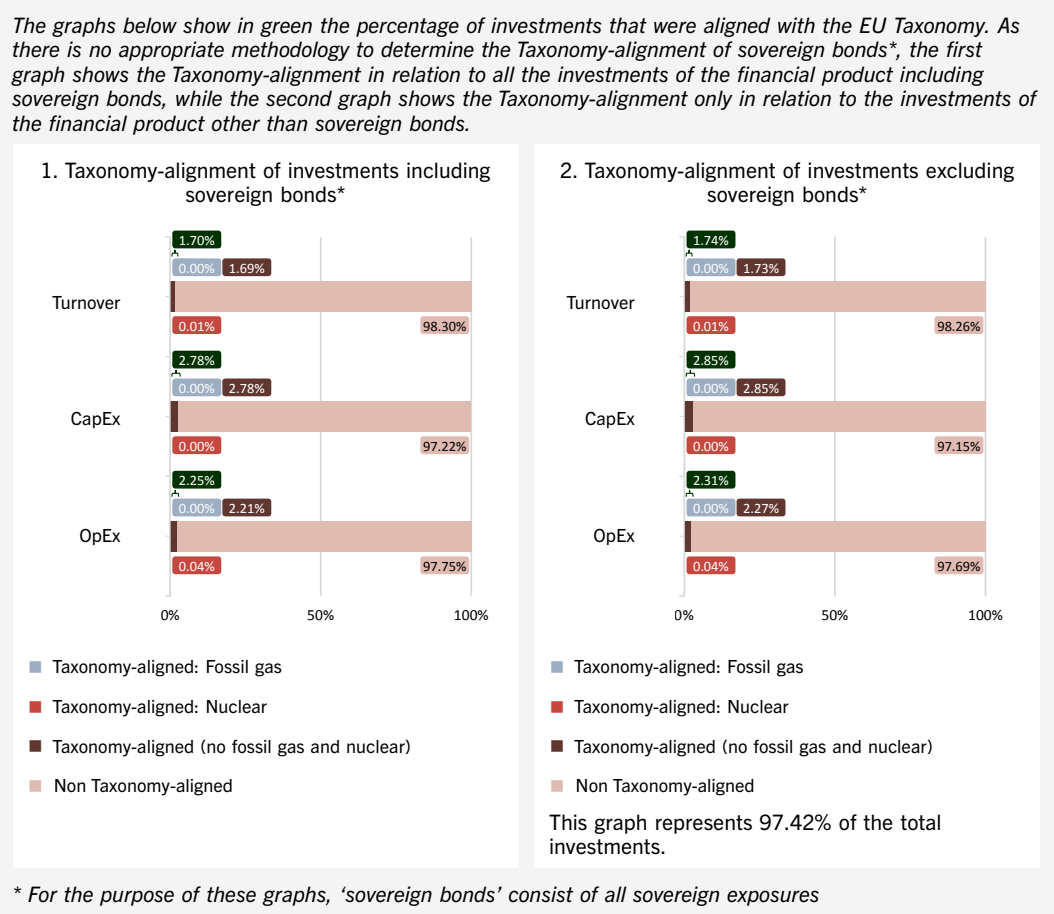 The graphs below show in green the percentage of investments that were aligned with the EU Taxonomy. As
there is no appropriate methodology to determine the Taxonomy-alignment of sovereign bonds*, the first
graph shows the Taxonomy-alignment in relation to all the investments of the financial product including
sovereign bonds, while the second graph shows the Taxonomy-alignment only in relation to the investments of
the financial product other than sovereign bonds.
1. Taxonomy-alignment of investments including
sovereign bonds*
1.70%
0.00% 1.69%
Turnover
0.01% 98.30%
2.78%
0.00% 2.78%
CapEx
0.00% 97.22%
2.25%
0.00% 2.21%
OpEx
0.04% 97.75%
0% 50% 100%
Taxonomy-aligned: Fossil gas
Taxonomy-aligned: Nuclear
Taxonomy-aligned (no fossil gas and nuclear)
Non Taxonomy-aligned
2. Taxonomy-alignment of investments excluding
sovereign bonds*
1.74%
0.00% 1.73%
Turnover
0.01% 98.26%
2.85%
0.00% 2.85%
CapEx
0.00% 97.15%
2.31%
0.00% 2.27%
OpEx
0.04% 97.69%
0% 50% 100%
Taxonomy-aligned: Fossil gas
Taxonomy-aligned: Nuclear
Taxonomy-aligned (no fossil gas and nuclear)
Non Taxonomy-aligned
This graph represents 97.42% of the total
investments.
* For the purpose of these graphs, ‘sovereign bonds’ consist of all sovereign exposures